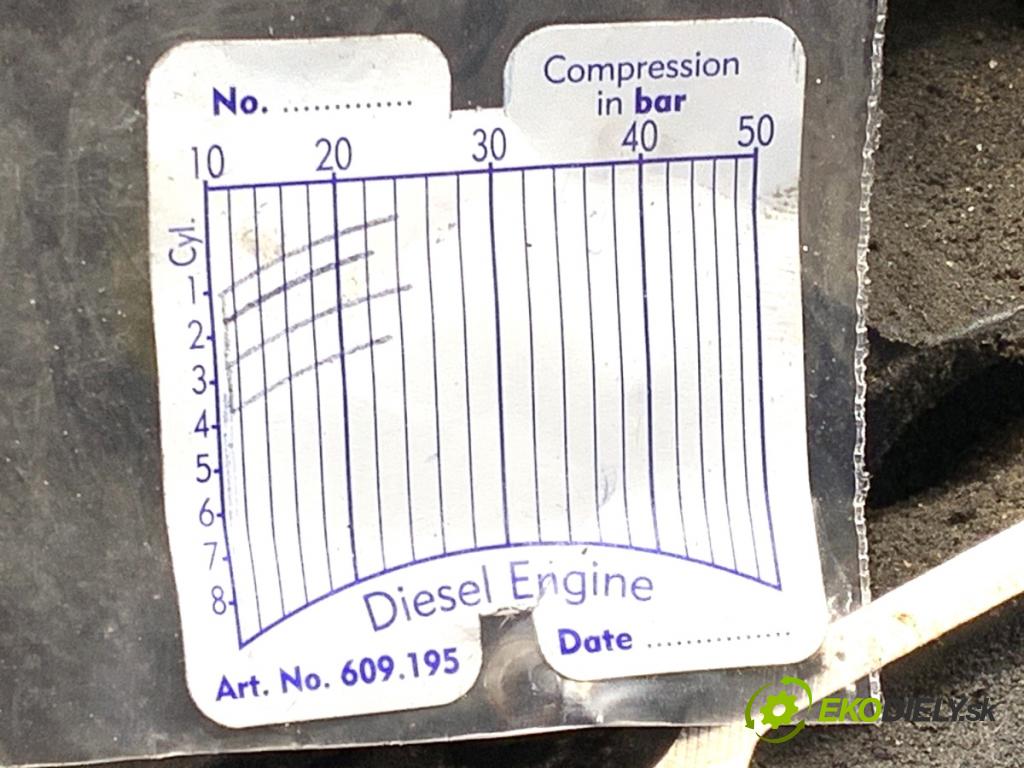 No. .............
Compression
in bar
10 20 30 40 50
Cyl.
1
2
3
4
5
6
7
8
Diesel Engine
Date ...............
Art. No. 609.195
EKODIELY.sk